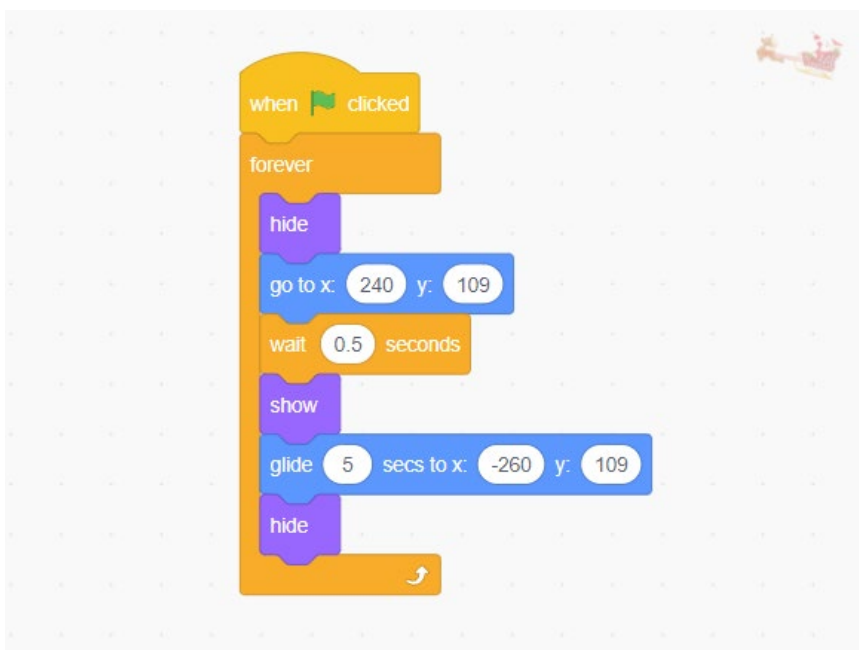 when clicked
forever
hide
go to x: 240 y: 109
wait 0.5 seconds
show
glide 5 secs to x: -260 y: 109
hide